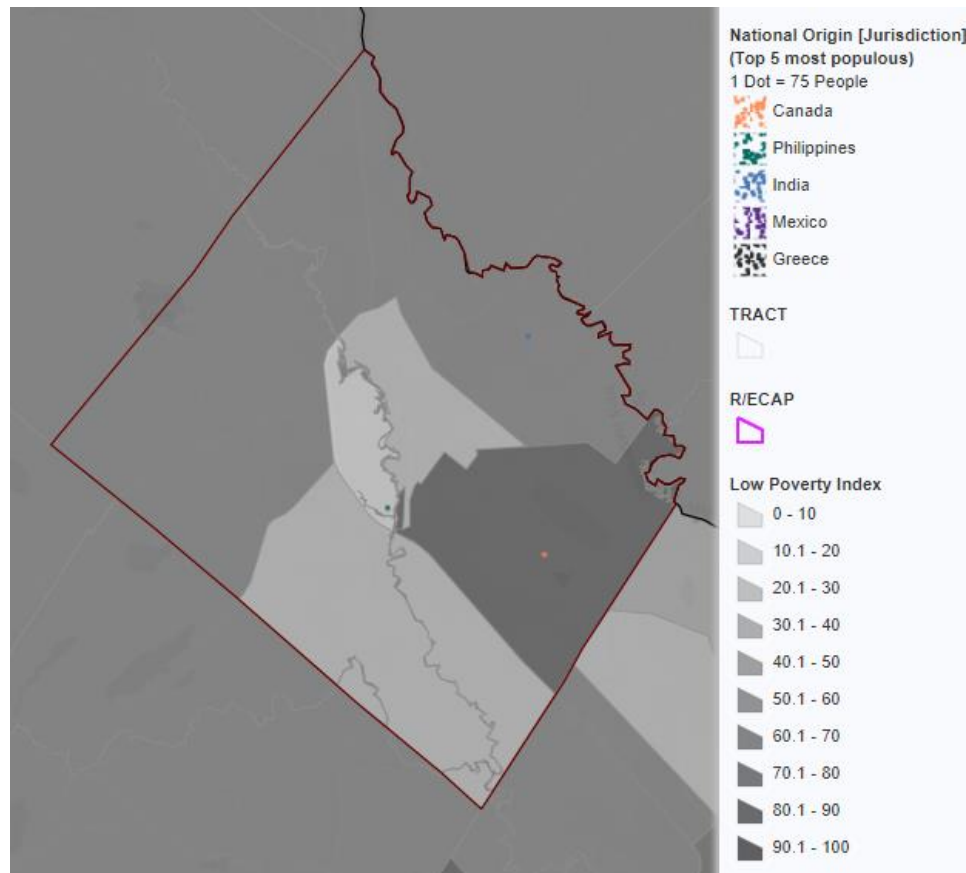 National Origin [Jurisdiction]
(Top 5 most populous)
1 Dot = 75 People
Canada
Philippines
India
Mexico
Greece
TRACT
R/ECAP
Low Poverty Index
0 - 10
10.1 - 20
20.1 - 30
30.1 - 40
40.1 - 50
50.1 - 60
60.1 - 70
70.1 - 80
80.1 - 90
90.1 - 100